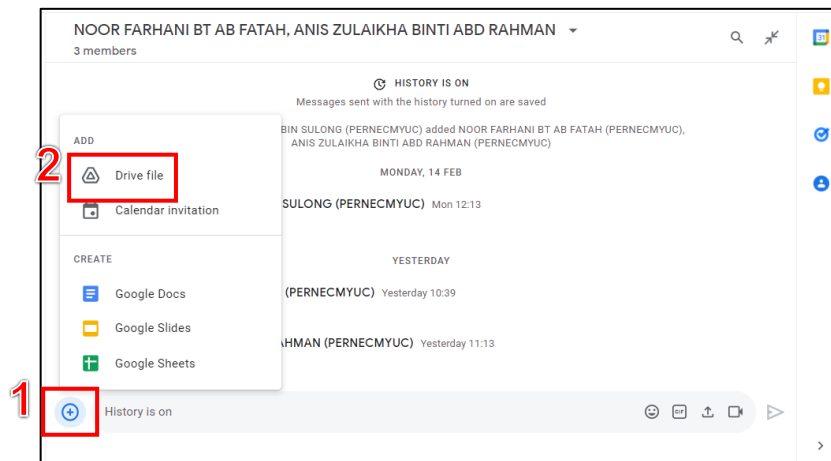 NOOR FARHANI BT AB FATAH, ANIS ZULAIKHA BINTI ABD RAHMAN
3 members
31
HISTORY IS ON
Messages sent with the history turned on are saved
BIN SULONG (PERNECMYUC) added NOOR FARHANI BT AB FATAH (PERNECMYUC),
ANIS ZULAIKHA BINTI ABD RAHMAN (PERNECMYUC)
ADD
2
Drive file
MONDAY, 14 FEB
Calendar invitation
SULONG (PERNECMYUC) Mon 12:13
CREATE
YESTERDAY
Google Docs
(PERNECMYUC) Yesterday 10:39
Google Slides
AHMAN (PERNECMYUC) Yesterday 11:13
Google Sheets
1
History is on
GIF